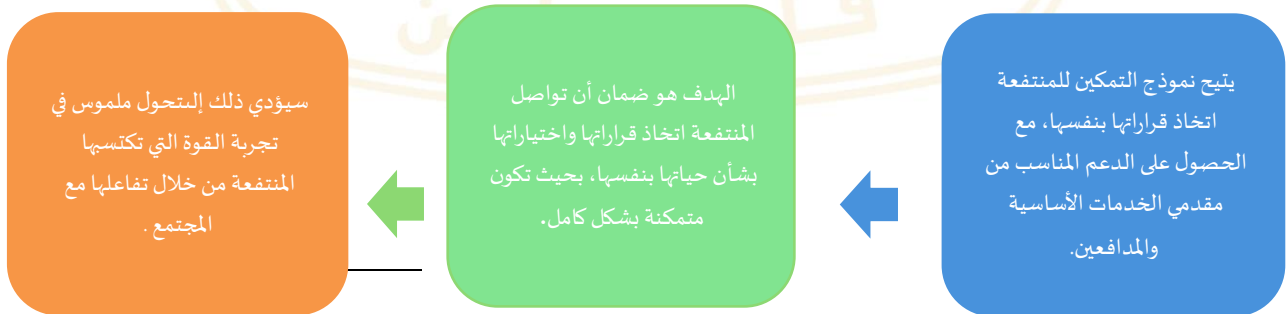 يتيح نموذج التمكين للمنتفعة
اتخاذ قراراتها بنفسها، مع
الحصول على الدعم المناسب من
مقدمي الخدمات الأساسية
والمدافعين.
الهدف هو ضمان أن تواصل
المنتفعة اتخاذ قراراتها واختياراتها
بشأن حياتها بنفسها، بحيث تكون
متمكنة بشكل كامل.
سيؤدي ذلك إلىتحول ملموس في
تجربة القوة التي تكتسبها
المنتفعة من خلال تفاعلها مع
المجتمع .